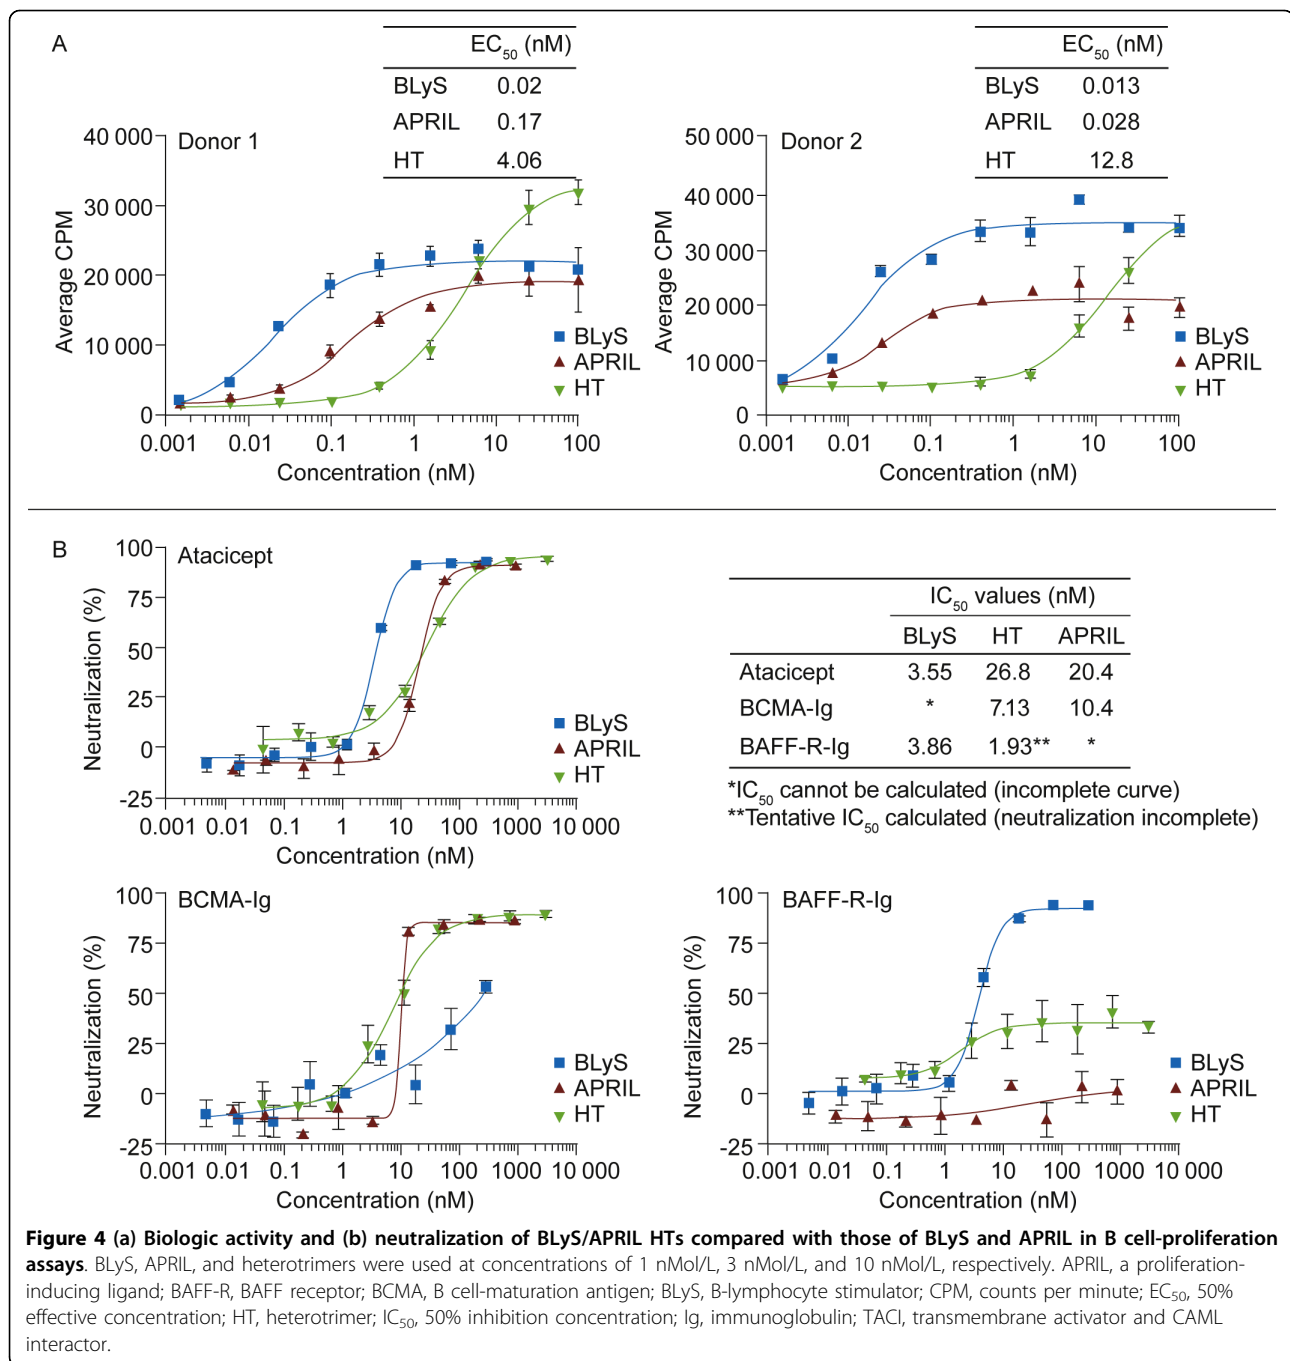 A
EC50 (nM)
BLyS 0.02
APRIL 0.17
HT 4.06
Donor 1
40 000
30 000
20 000
10 000
0
Average CPM
0.001 0.01 0.1 1 10 100
Concentration (nM)
BLyS
APRIL
HT
EC50 (nM)
BLyS 0.013
APRIL 0.028
HT 12.8
Donor 2
50 000
40 000
30 000
20 000
10 000
0
Average CPM
0.001 0.01 0.1 1 10 100
Concentration (nM)
BLyS
APRIL
HT
B
Atacicept
100
75
50
25
0
-25
Neutralization (%)
0.001 0.01 0.1 1 10 100 1000 10 000
Concentration (nM)
BLyS
APRIL
HT
IC50 values (nM)
BLyS HT APRIL
Atacicept 3.55 26.8 20.4
BCMA-Ig * 7.13 10.4
BAFF-R-Ig 3.86 1.93** *
*IC50 cannot be calculated (incomplete curve)
**Tentative IC50 calculated (neutralization incomplete)
BCMA-Ig
100
75
50
25
0
-25
Neutralization (%)
0.001 0.01 0.1 1 10 100 1000 10 000
Concentration (nM)
BLyS
APRIL
HT
BAFF-R-Ig
100
75
50
25
0
-25
Neutralization (%)
0.001 0.01 0.1 1 10 100 1000 10 000
Concentration (nM)
BLyS
APRIL
HT
Figure 4 (a) Biologic activity and (b) neutralization of BLyS/APRIL HTs compared with those of BLyS and APRIL in B cell-proliferation
assays. BLyS, APRIL, and heterotrimers were used at concentrations of 1 nMol/L, 3 nMol/L, and 10 nMol/L, respectively. APRIL, a proliferation-
inducing ligand; BAFF-R, BAFF receptor; BCMA, B cell-maturation antigen; BLyS, B-lymphocyte stimulator; CPM, counts per minute; EC50, 50%
effective concentration; HT, heterotrimer; IC50, 50% inhibition concentration; Ig, immunoglobulin; TACI, transmembrane activator and CAML
interactor.